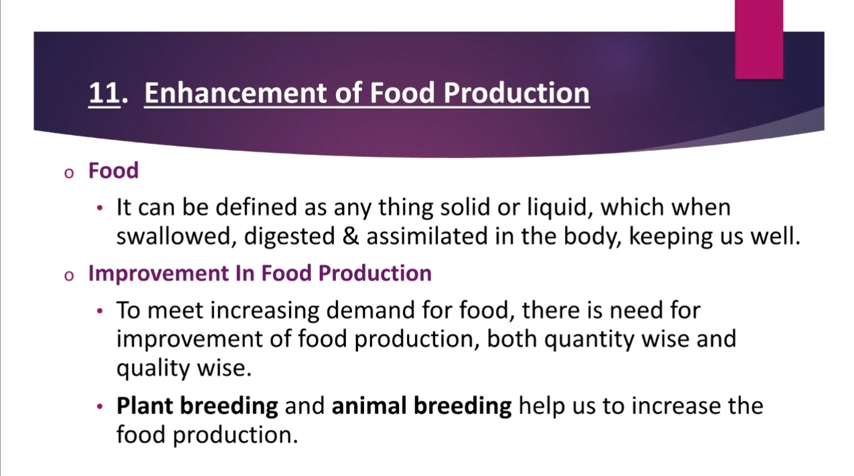 11. Enhancement of Food Production
o Food
• It can be defined as any thing solid or liquid, which when
swallowed, digested & assimilated in the body, keeping us well.
o Improvement In Food Production
• To meet increasing demand for food, there is need for
improvement of food production, both quantity wise and
quality wise.
• Plant breeding and animal breeding help us to increase the
food production.